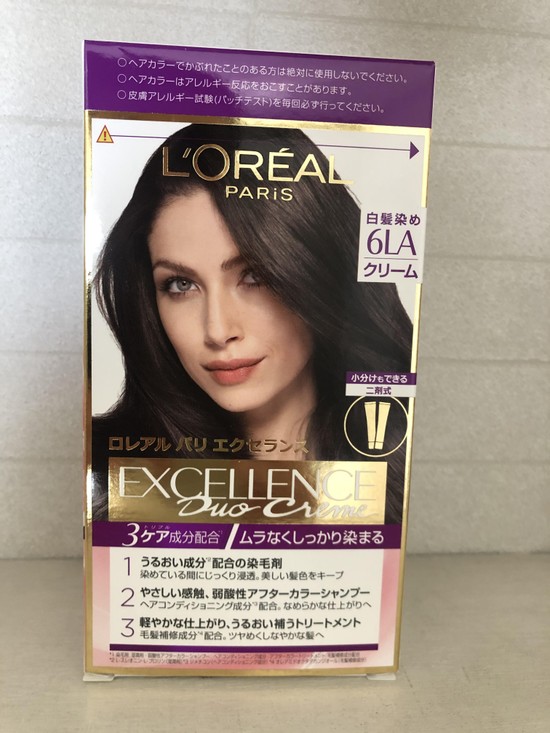 ○ヘアカラーでかぶれたことのある方は絶対に使用しないでください。
○ヘアカラーはアレルギー反応をおこすことがあります。
○皮膚アレルギー試験(パッチテスト)を毎回必ず行ってください。
L'ORÉAL
PARIS
白髪染め
6LA
クリーム
小分けもできる
二剤式
ロレアル パリ エクセランス
EXCELLENCE
Duo Creme
トリプル
3ケア成分配合*1 / ムラなくしっかり染まる
1 うるおい成分*2配合の染毛剤
染めている間にじっくり浸透。美しい髪色をキープ
2 やさしい感触、弱酸性アフターカラーシャンプー
ヘアコンディショニング成分*3配合。なめらかな仕上がりへ
3 軽やかな仕上がり、うるおい補うトリートメント
毛髪補修成分*4配合。ツヤめくしなやかな髪へ